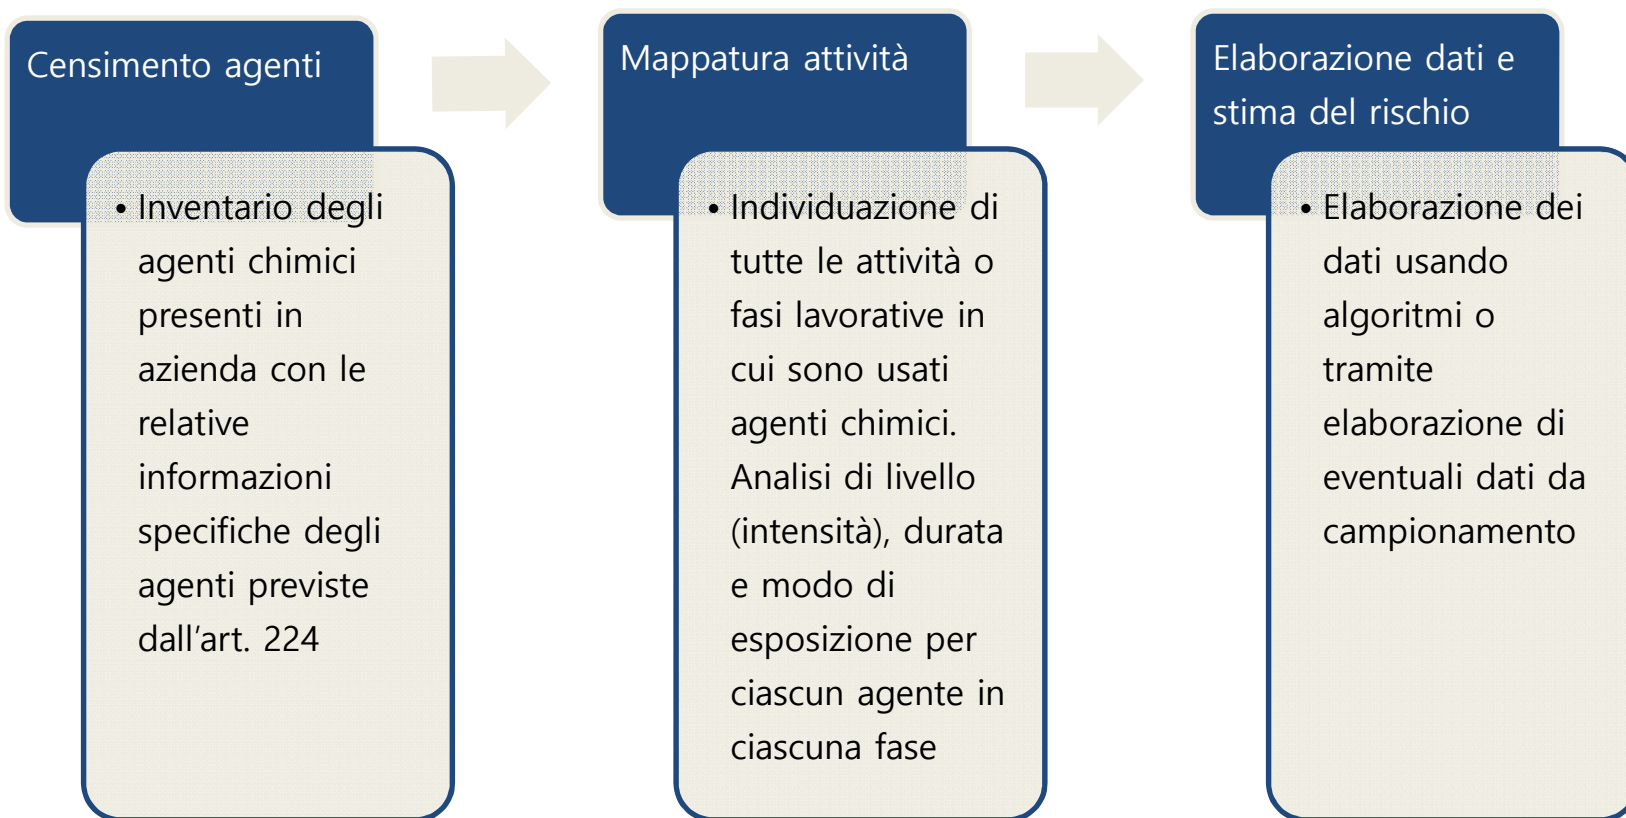 Censimento agenti
• Inventario degli
agenti chimici
presenti in
azienda con le
relative
informazioni
specifiche degli
agenti previste
dall’art. 224
Mappatura attività
• Individuazione di
tutte le attività o
fasi lavorative in
cui sono usati
agenti chimici.
Analisi di livello
(intensità), durata
e modo di
esposizione per
ciascun agente in
ciascuna fase
Elaborazione dati e
stima del rischio
• Elaborazione dei
dati usando
algoritmi o
tramite
elaborazione di
eventuali dati da
campionamento